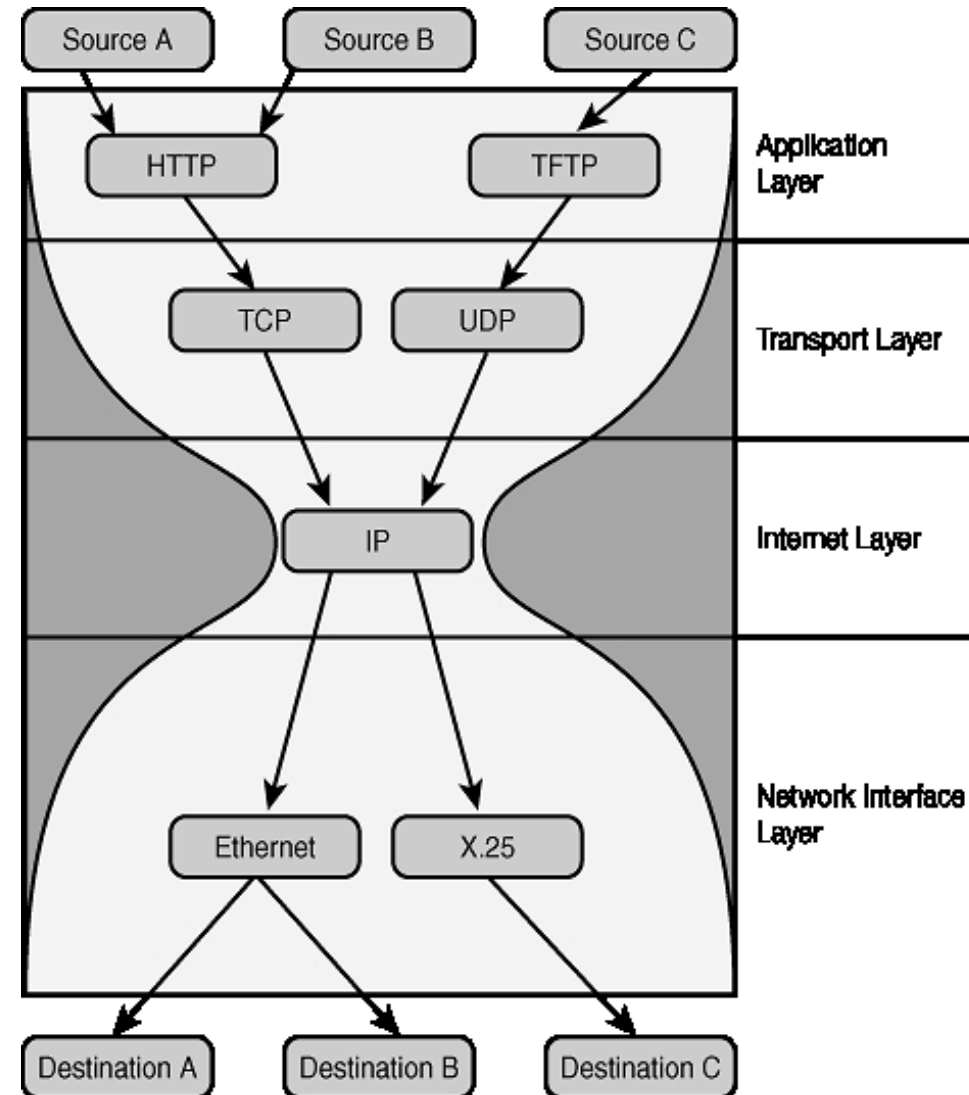 Source A
Source B
Source C
HTTP
TFTP
Application
Layer
TCP
UDP
Transport Layer
IP
Internet Layer
Ethernet
X.25
Network Interface
Layer
Destination A
Destination B
Destination C